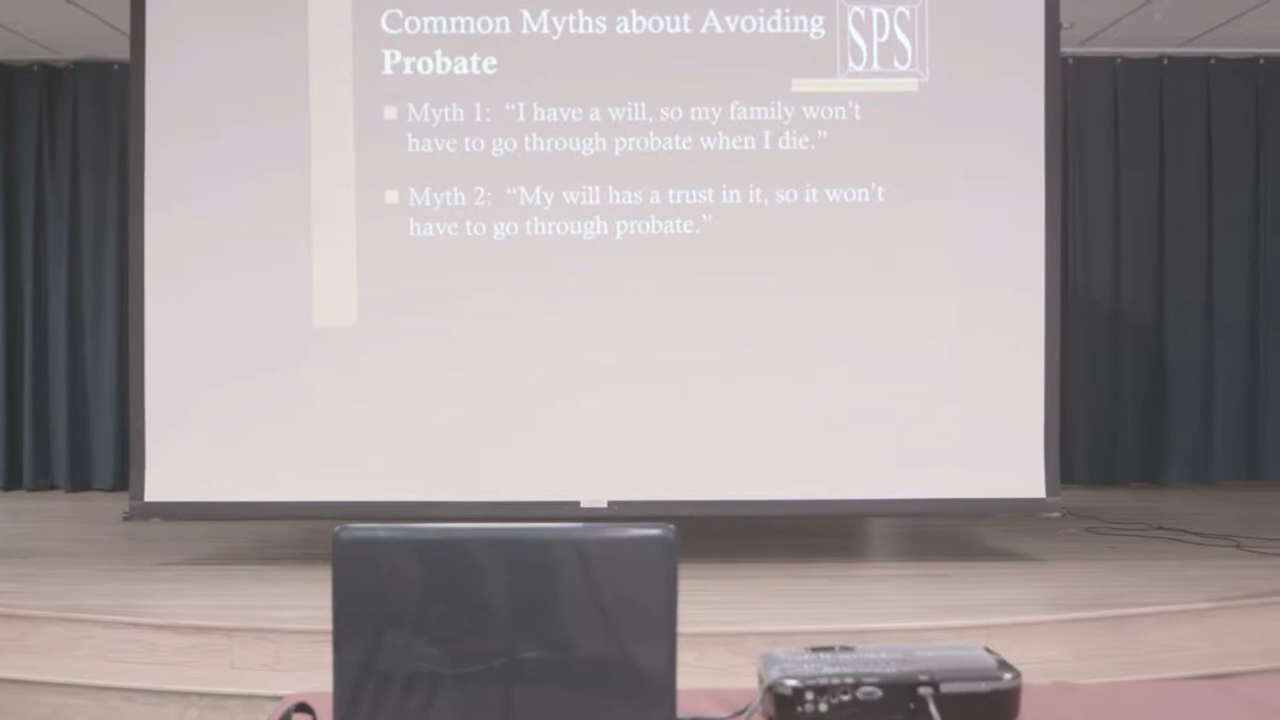 Common Myths about Avoiding
Probate
SPS
Myth 1: “I have a will, so my family won't
have to go through probate when I die.”
Myth 2: “My will has a trust in it, so it won't
have to go through probate.”
hp